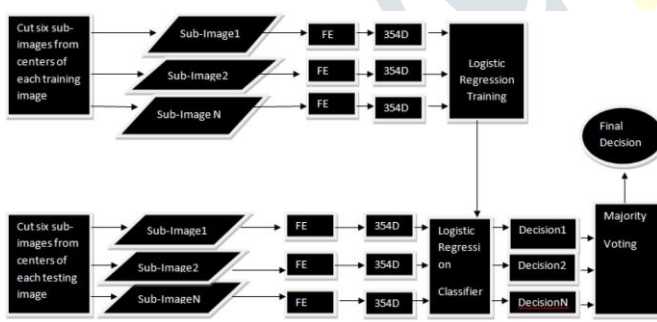 Cut six sub-
images from
centers of
each training
image
Sub-Image1
FE
354D
Sub-Image2
FE
354D
Sub-Image N
FE
354D
Logistic
Regression
Training
Final
Decision
Cut six sub-
images from
centers of
each testing
image
Sub-Image1
FE
354D
Sub-Image2
FE
354D
Sub-ImageN
FE
354D
Logistic
Regressi
on
Classifier
Decision1
Decision2
DecisionN
Majority
Voting